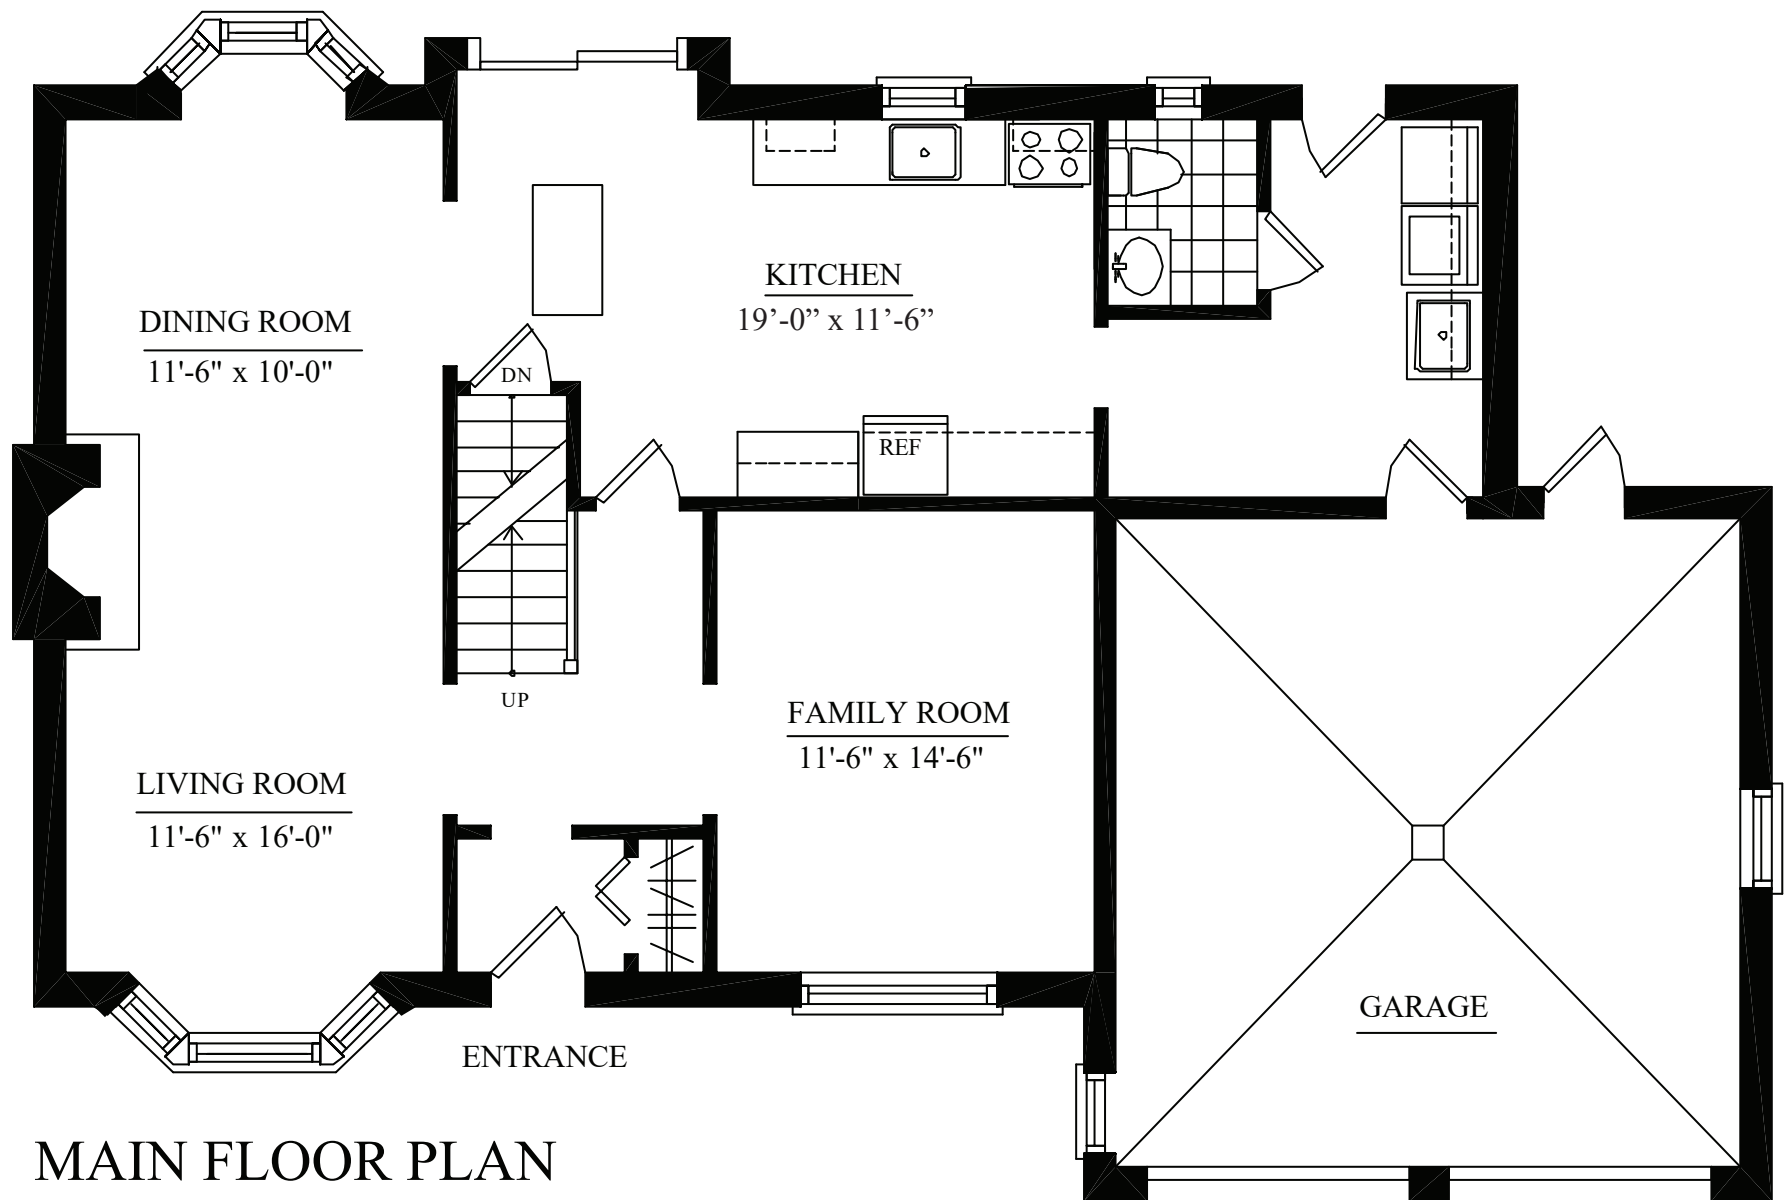 KITCHEN
19’-0” x 11’-6”
DINING ROOM
11'-6" x 10'-0"
DN
REF
UP
FAMILY ROOM
11'-6" x 14'-6"
LIVING ROOM
11'-6" x 16'-0"
GARAGE
ENTRANCE
MAIN FLOOR PLAN